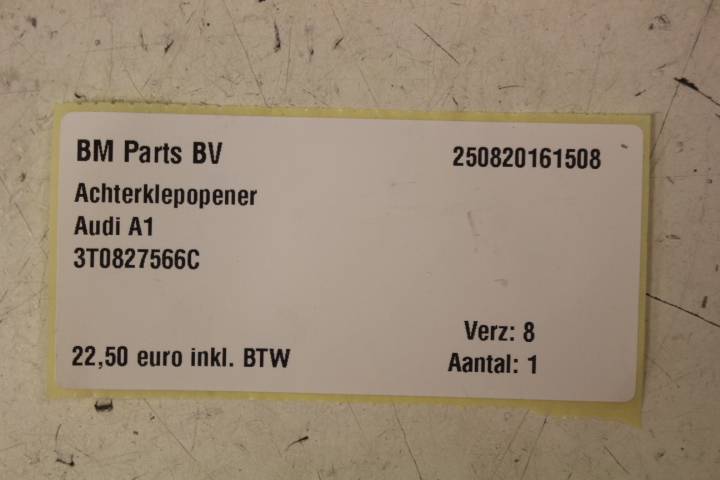 BM Parts BV 250820161508
Achterklepopener
Audi A1
3T0827566C
Verz: 8
22,50 euro inkl. BTW Aantal: 1